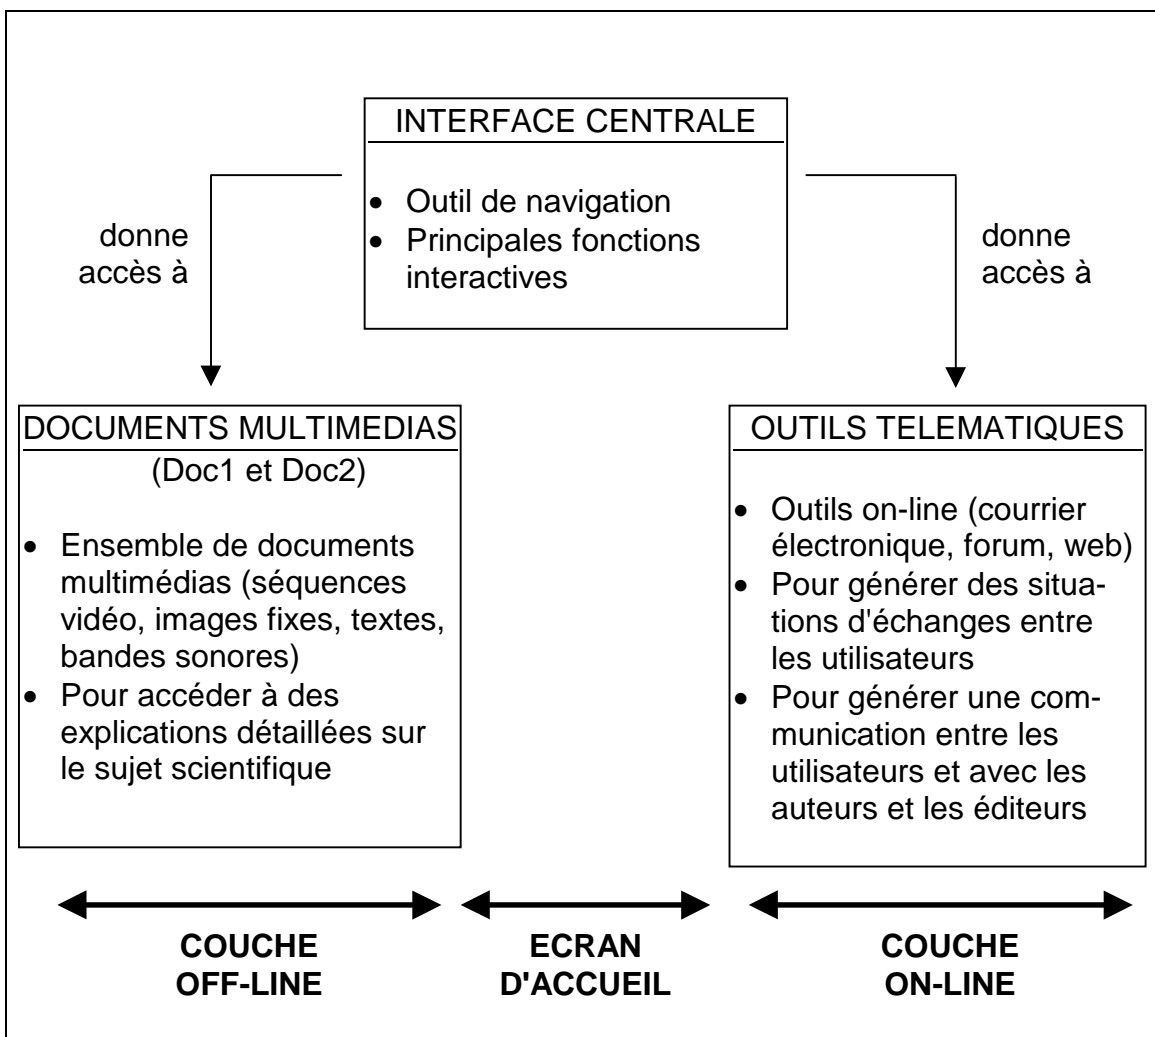 INTERFACE CENTRALE
• Outil de navigation
• Principales fonctions
interactives
donne
accès à
donne
accès à
DOCUMENTS MULTIMEDIAS
(Doc1 et Doc2)
• Ensemble de documents
multimédias (séquences
vidéo, images fixes, textes,
bandes sonores)
• Pour accéder à des
explications détaillées sur
le sujet scientifique
OUTILS TELEMATIQUES
• Outils on-line (courrier
électronique, forum, web)
• Pour générer des situa-
tions d'échanges entre
les utilisateurs
• Pour générer une com-
munication entre les
utilisateurs et avec les
auteurs et les éditeurs
COUCHE
OFF-LINE
ECRAN
D'ACCUEIL
COUCHE
ON-LINE